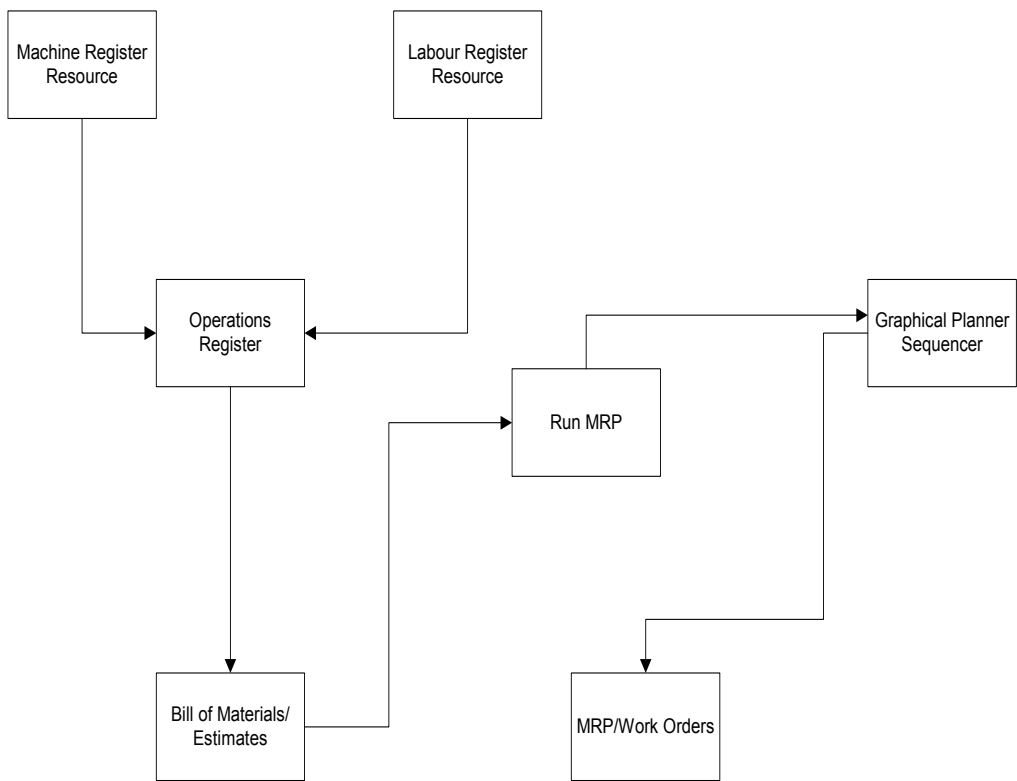 Machine Register
Resource
Labour Register
Resource
Operations
Register
Graphical Planner
Sequencer
Run MRP
Bill of Materials/
Estimates
MRP/Work Orders